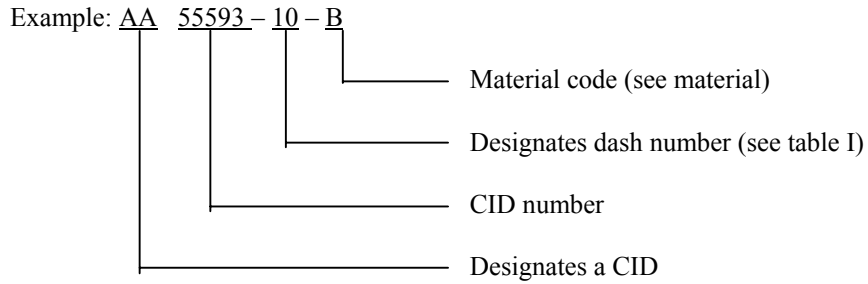 Example: AA 55593 – 10 – B
Material code (see material)
Designates dash number (see table I)
CID number
Designates a CID